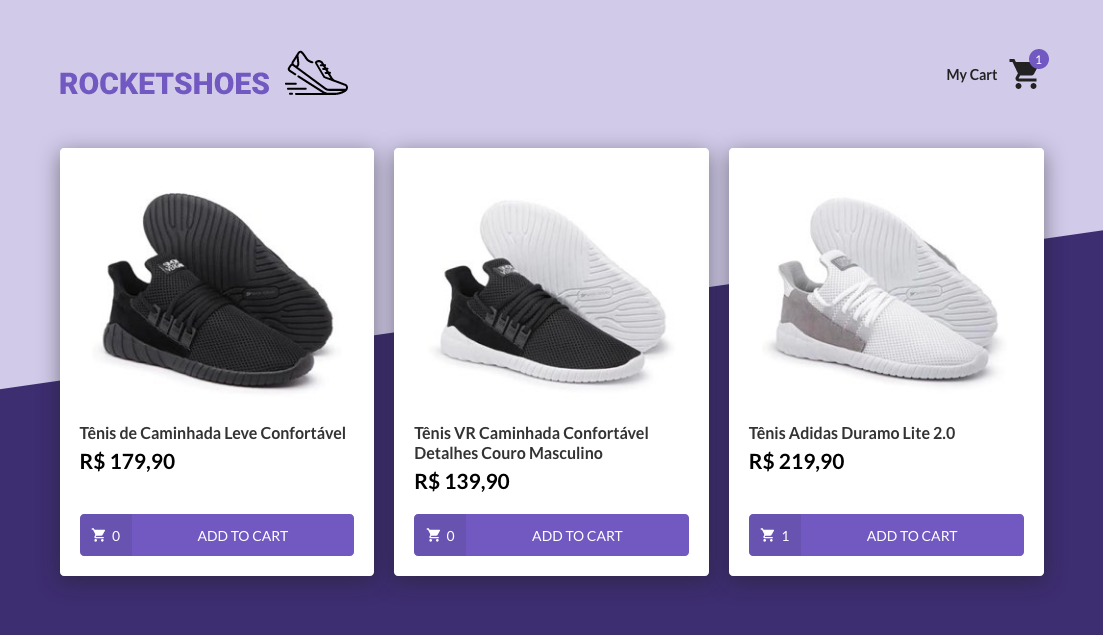 ROCKETSHOES
My Cart
1
Tênis de Caminhada Leve Confortável
R$ 179,90
0
ADD TO CART
Tênis VR Caminhada Confortável
Detalhes Couro Masculino
R$ 139,90
0
ADD TO CART
Tênis Adidas Duramo Lite 2.0
R$ 219,90
1
ADD TO CART